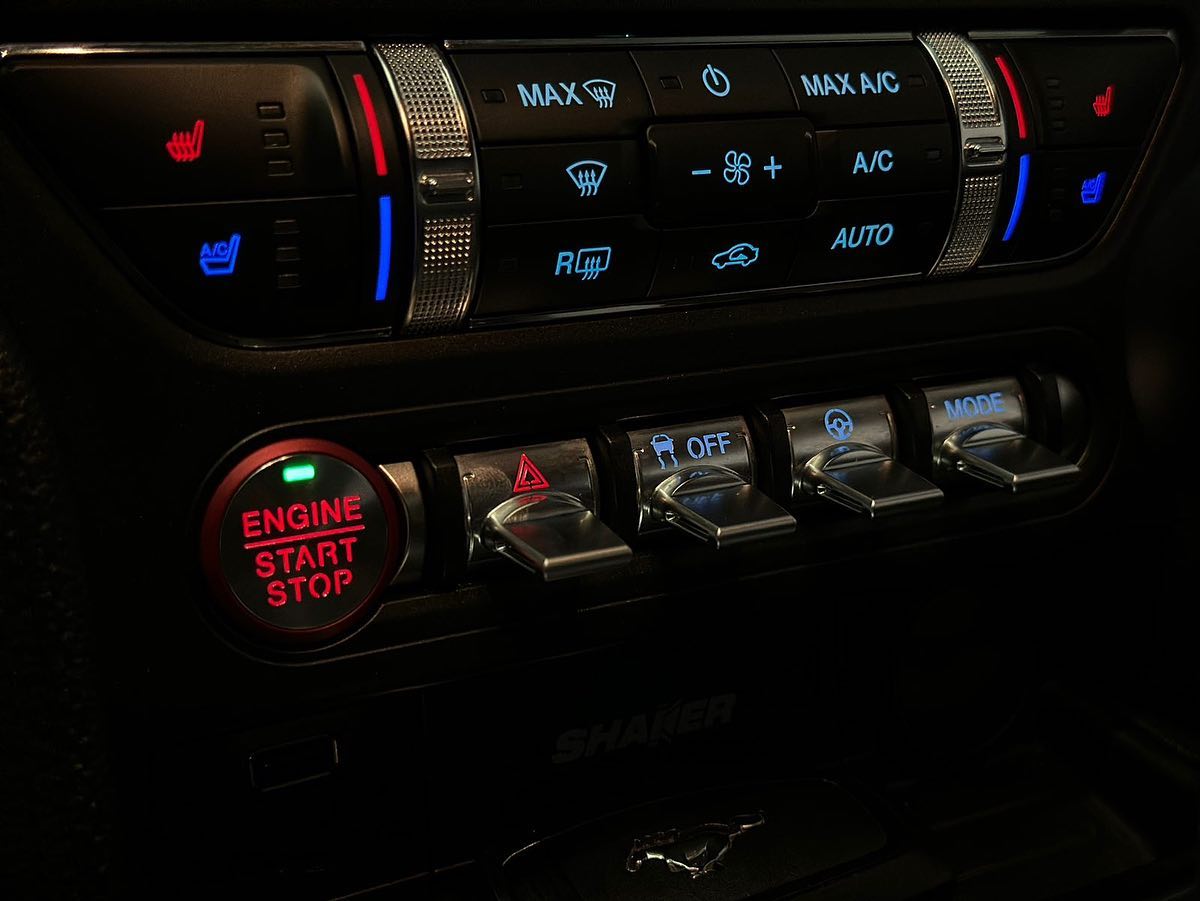 MAX
MAX A/C
A/C
A/C
A/C
- +
R
AUTO
OFF
MODE
ENGINE
START
STOP
SHAKER